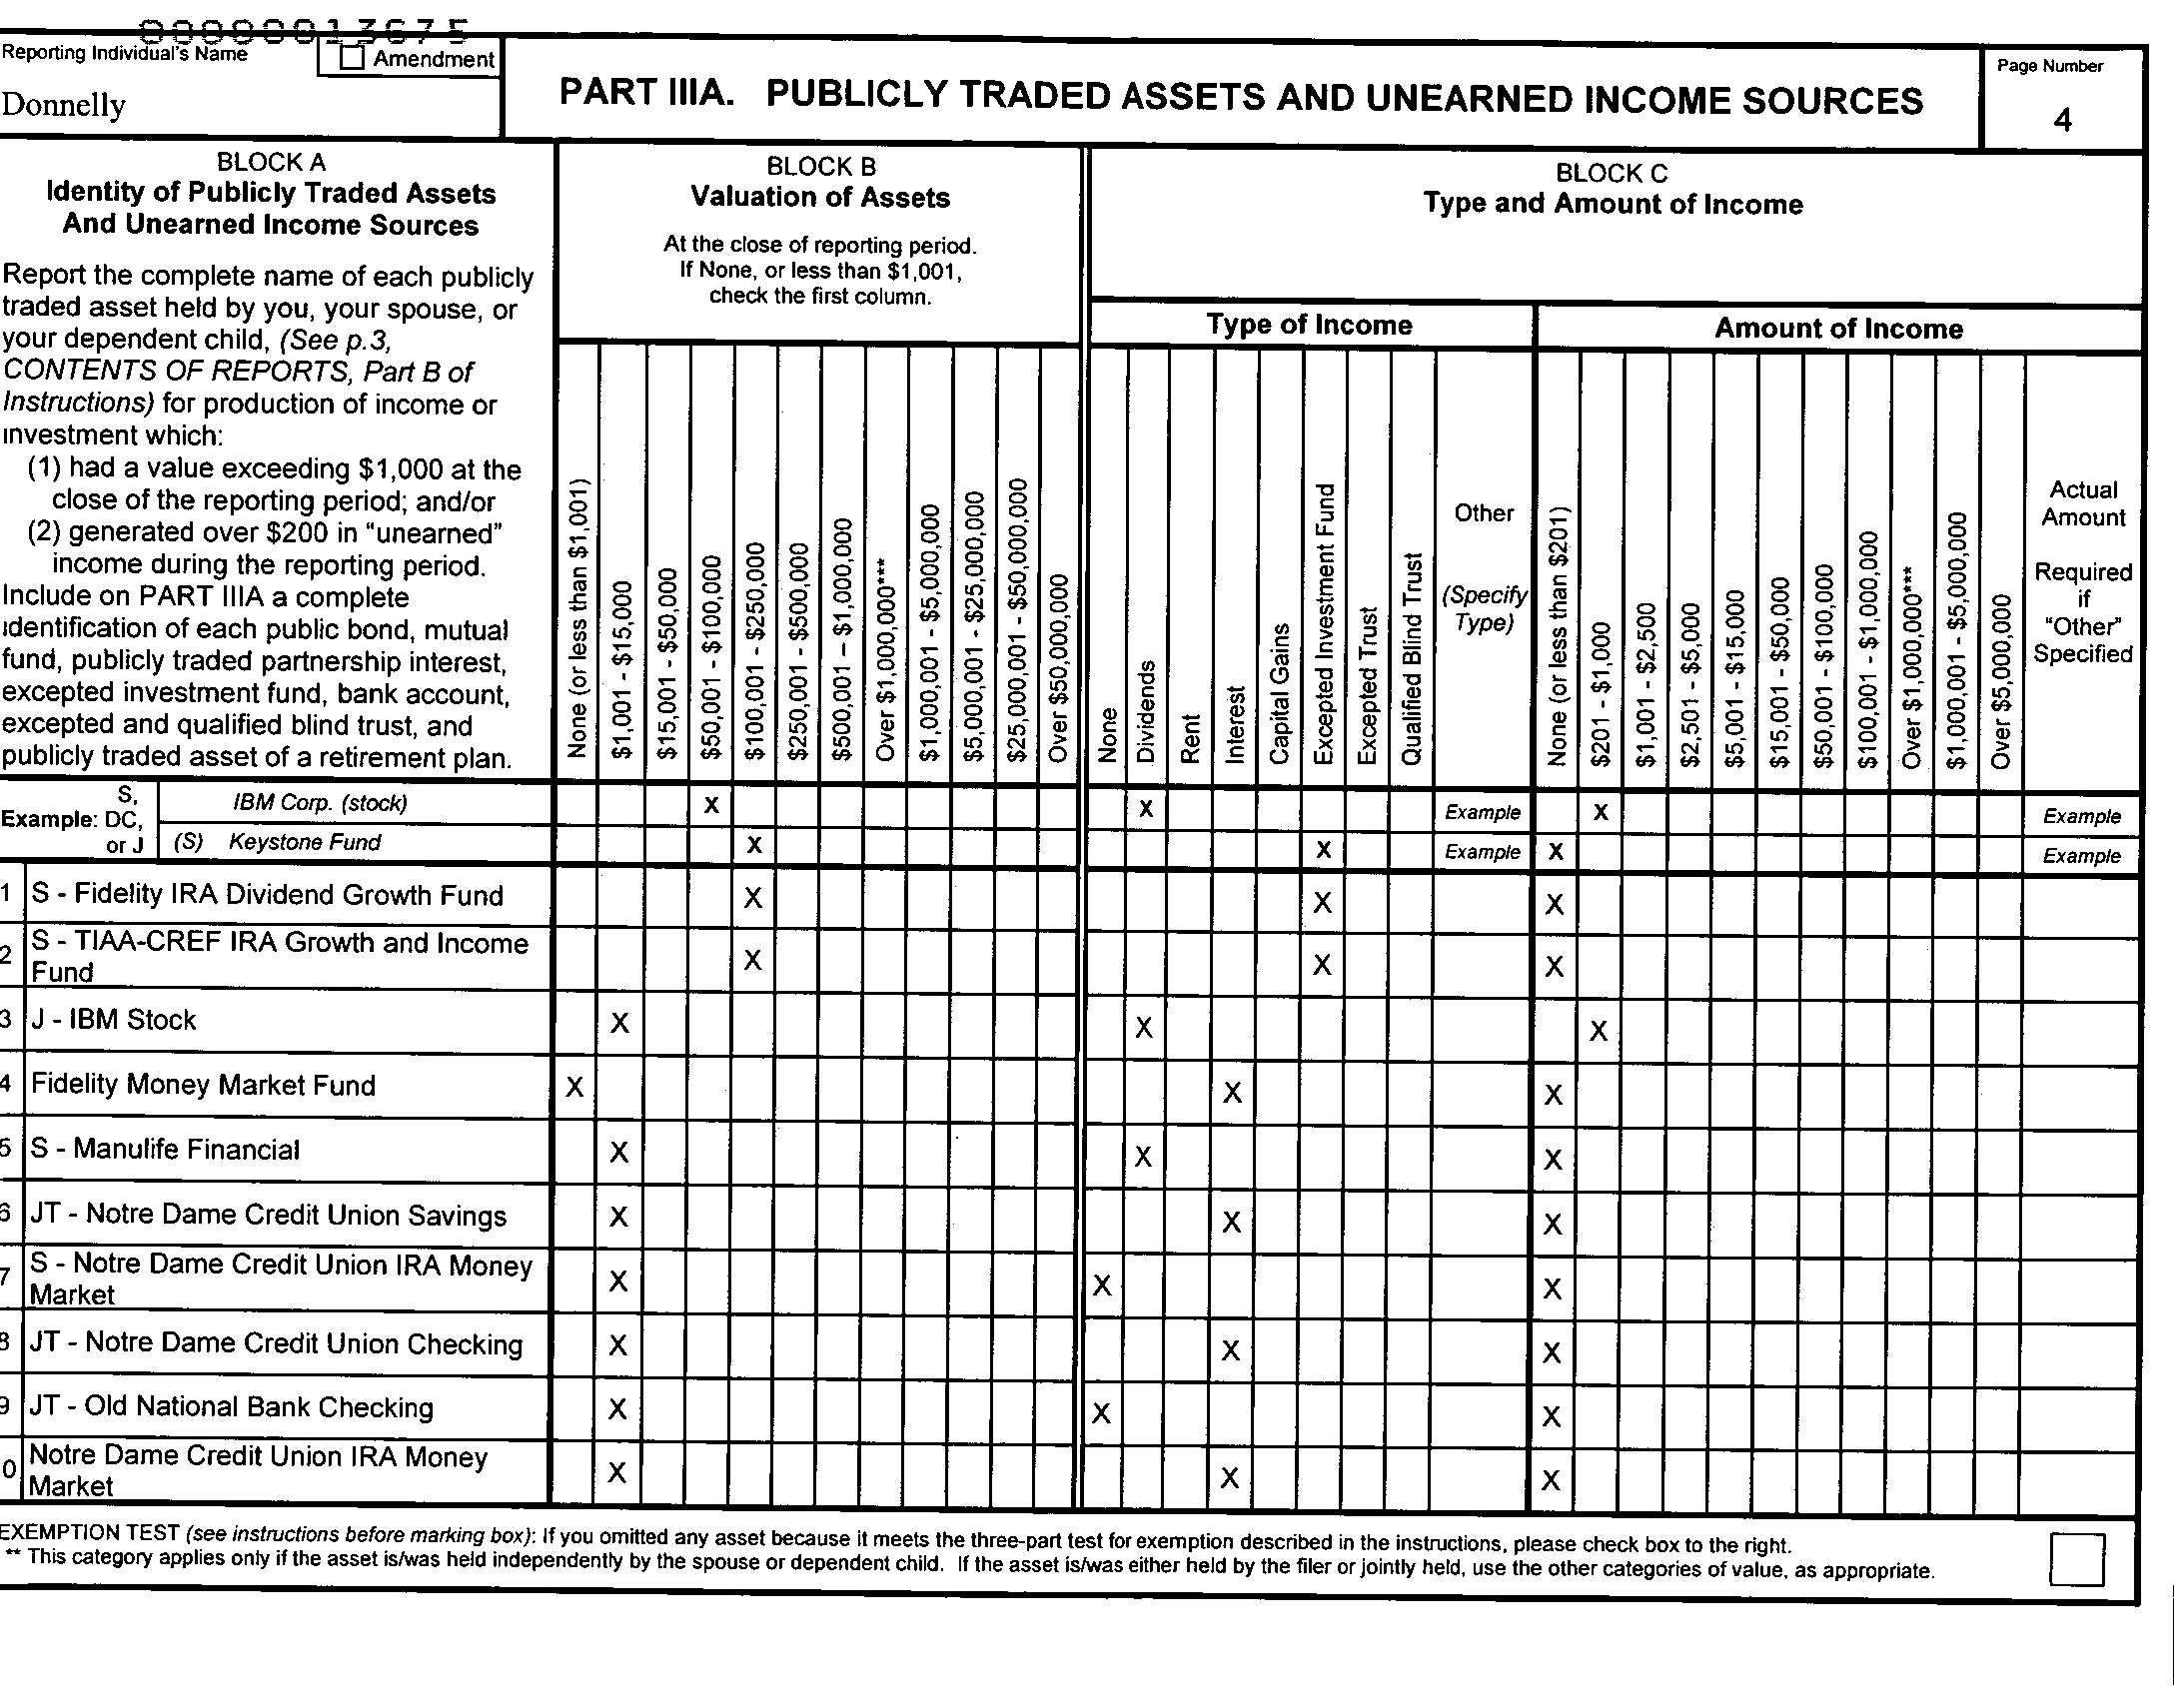 00000013675
Reporting Individual's Name
Amendment
Donnelly
PART IIIA. PUBLICLY TRADED ASSETS AND UNEARNED INCOME SOURCES
Page Number
4
BLOCK A
Identity of Publicly Traded Assets
And Unearned Income Sources
Report the complete name of each publicly
traded asset held by you, your spouse, or
your dependent child, (See p.3,
CONTENTS OF REPORTS, Part B of
Instructions) for production of income or
investment which:
(1) had a value exceeding $1,000 at the
close of the reporting period; and/or
(2) generated over $200 in "unearned"
income during the reporting period.
Include on PART IIIA a complete
identification of each public bond, mutual
fund, publicly traded partnership interest,
excepted investment fund, bank account,
excepted and qualified blind trust, and
publicly traded asset of a retirement plan.
BLOCK B
Valuation of Assets
At the close of reporting period.
If None, or less than $1,001,
check the first column.
None (or less than $1,001)
$1,001 - $15,000
$15,001 - $50,000
$50,001 - $100,000
$100,001 - $250,000
$250,001 - $500,000
$500,001 – $1,000,000
Over $1,000,000***
$1,000,001 - $5,000,000
$5,000,001 - $25,000,000
$25,000,001 - $50,000,000
Over $50,000,000
BLOCK C
Type and Amount of Income
Type of Income
None
Dividends
Rent
Interest
Capital Gains
Excepted Investment Fund
Excepted Trust
Qualified Blind Trust
Other
(Specify
Type)
Amount of Income
None (or less than $201)
$201 - $1,000
$1,001 - $2,500
$2,501 - $5,000
$5,001 - $15,000
$15,001 - $50,000
$50,001 - $100,000
$100,001 - $1,000,000
Over $1,000,000***
$1,000,001 - $5,000,000
Over $5,000,000
Actual
Amount
Required
if
"Other"
Specified
Example: S,
DC,
or J
IBM Corp. (stock) X X Example X Example
(S) Keystone Fund X X Example X Example
1 S - Fidelity IRA Dividend Growth Fund X X X
2 S - TIAA-CREF IRA Growth and Income
Fund X X X
3 J - IBM Stock X X X
4 Fidelity Money Market Fund X X X
5 S - Manulife Financial X X X
6 JT - Notre Dame Credit Union Savings X X X
7 S - Notre Dame Credit Union IRA Money
Market X X X
8 JT - Notre Dame Credit Union Checking X X X
9 JT - Old National Bank Checking X X X
0 Notre Dame Credit Union IRA Money
Market X X X
EXEMPTION TEST (see instructions before marking box): If you omitted any asset because it meets the three-part test for exemption described in the instructions, please check box to the right.
** This category applies only if the asset is/was held independently by the spouse or dependent child. If the asset is/was either held by the filer or jointly held, use the other categories of value, as appropriate.